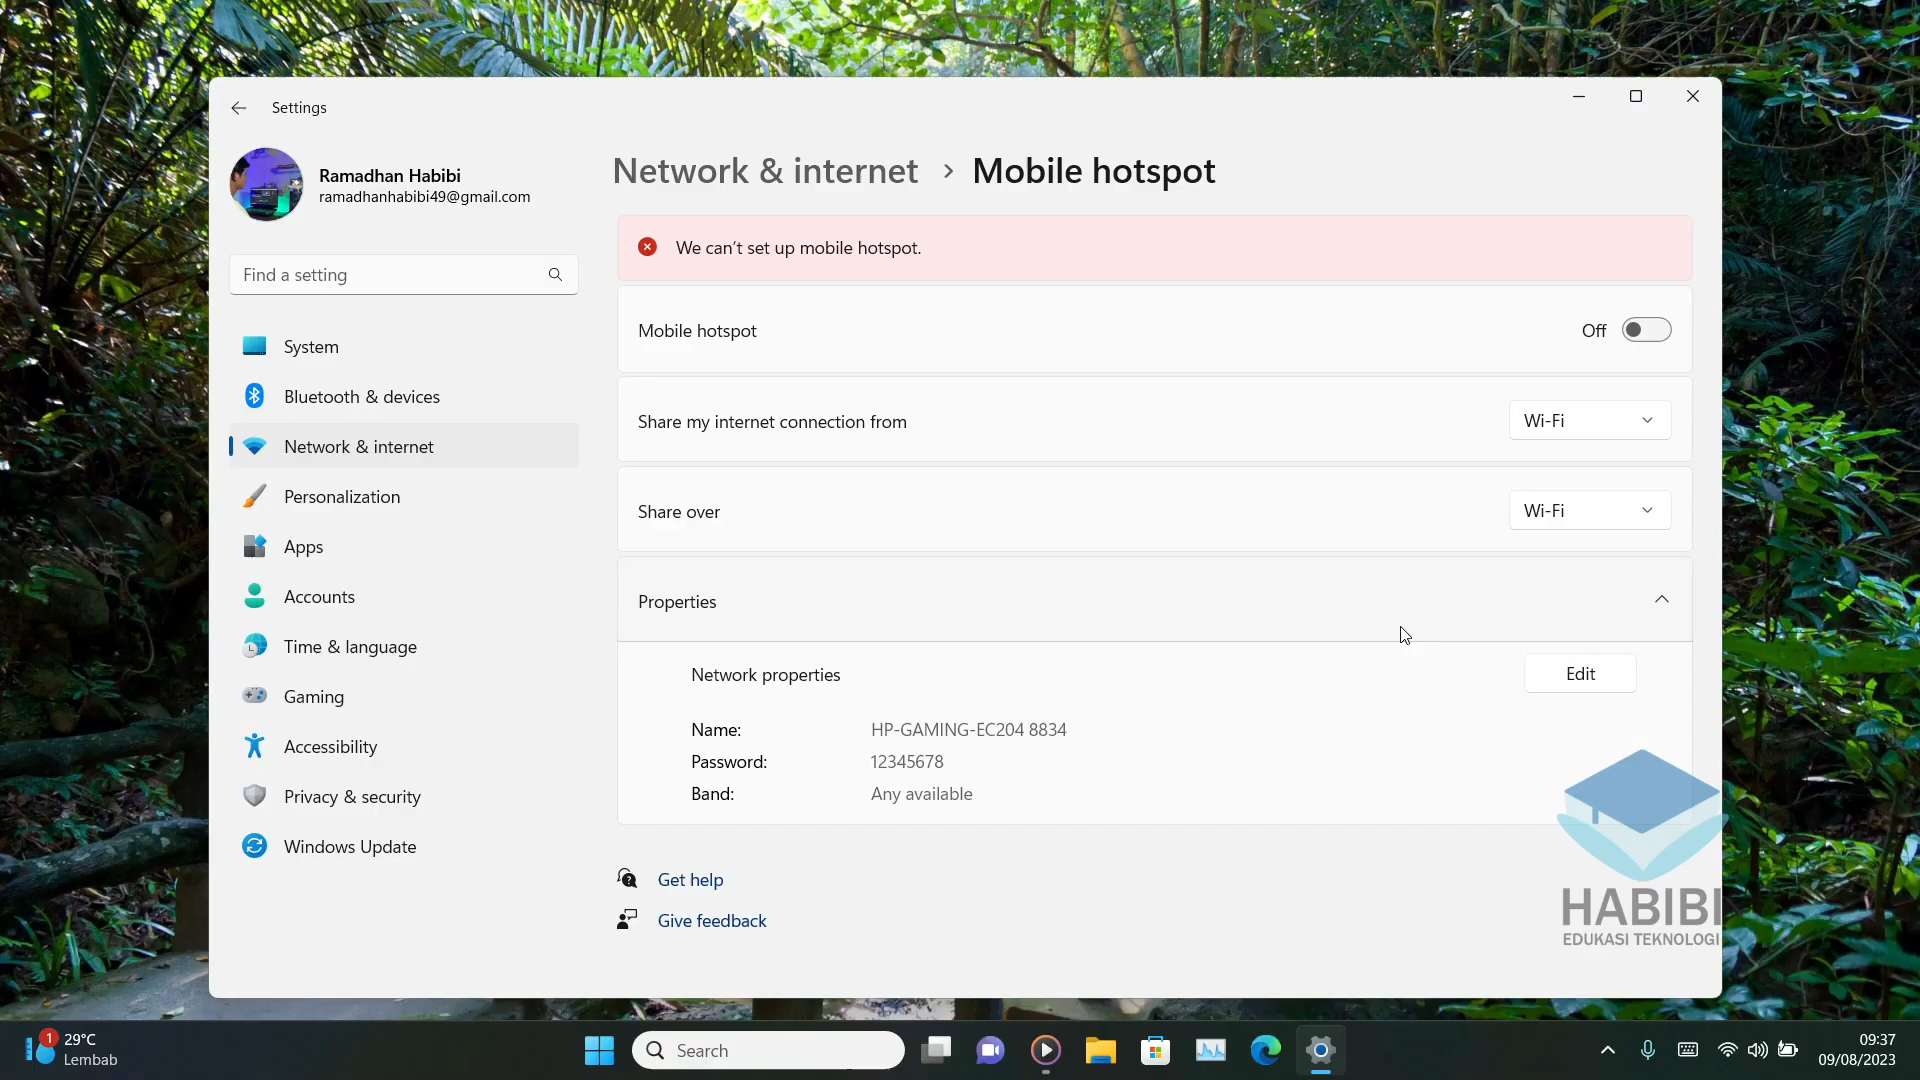 Settings
Ramadhan Habibi
ramadhanhabibi49@gmail.com
Find a setting
System
Bluetooth & devices
Network & internet
Personalization
Apps
Accounts
Time & language
Gaming
Accessibility
Privacy & security
Windows Update
Network & internet > Mobile hotspot
We can’t set up mobile hotspot.
Mobile hotspot
Off
Share my internet connection from
Wi-Fi
Share over
Wi-Fi
Properties
Network properties
Edit
Name: HP-GAMING-EC204 8834
Password: 12345678
Band: Any available
Get help
Give feedback
HABIBI
EDUKASI TEKNOLOGI
1
29°C
Lembab
Search
09:37
09/08/2023